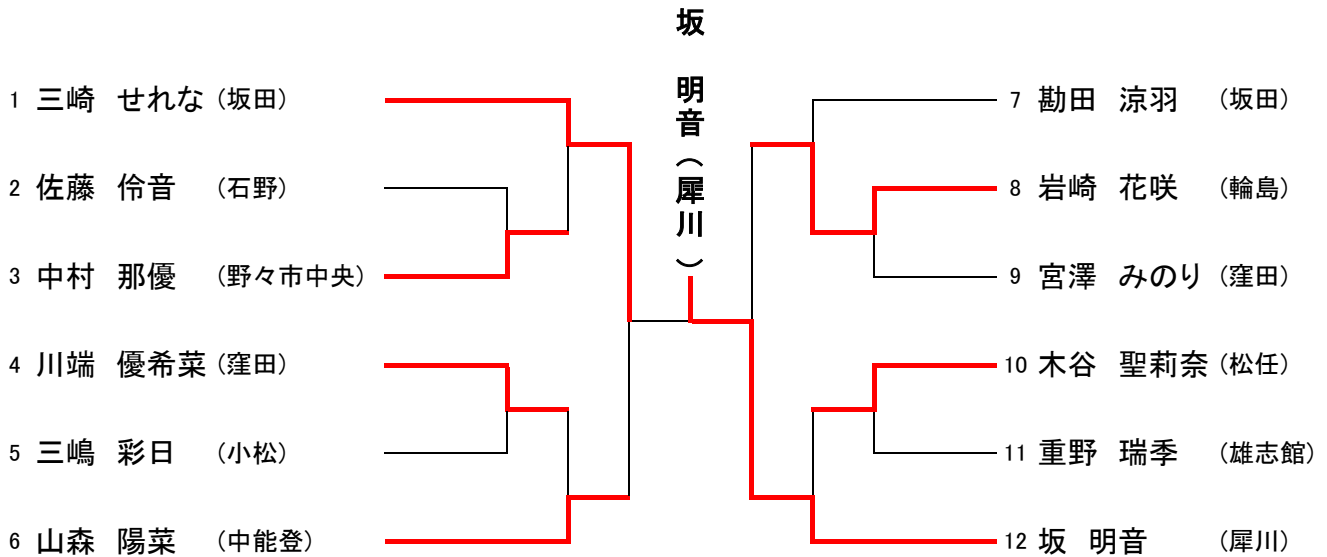 坂 明音（犀川）
1 三崎 せれな （坂田）
2 佐藤 伶音 （石野）
3 中村 那優 （野々市中央）
4 川端 優希菜 （窪田）
5 三嶋 彩日 （小松）
6 山森 陽菜 （中能登）
7 勘田 涼羽 （坂田）
8 岩崎 花咲 （輪島）
9 宮澤 みのり （窪田）
10 木谷 聖莉奈 （松任）
11 重野 瑞季 （雄志館）
12 坂 明音 （犀川）